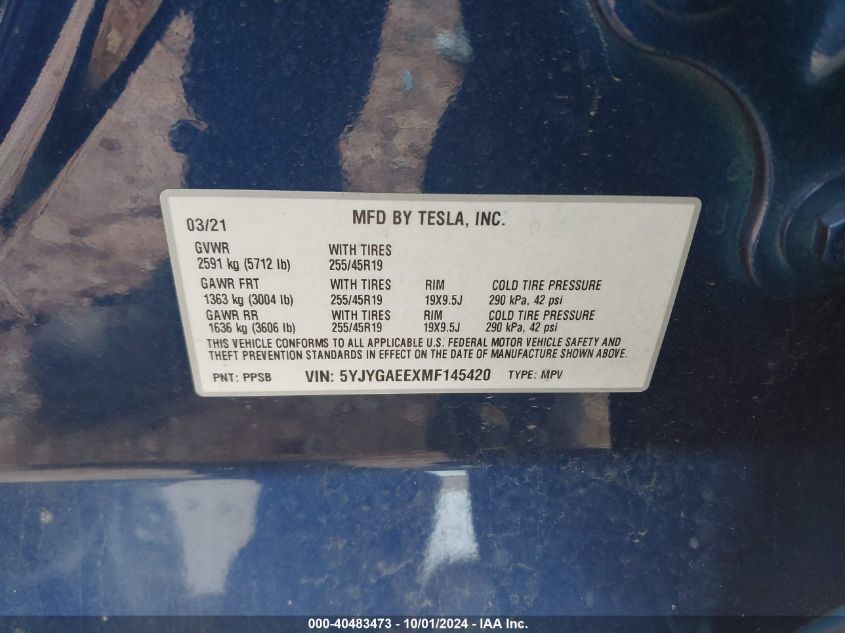 03/21 MFD BY TESLA, INC.
GVWR WITH TIRES
2591 kg (5712 lb) 255/45R19
GAWR FRT WITH TIRES RIM COLD TIRE PRESSURE
1363 kg (3004 lb) 255/45R19 19X9.5J 290 kPa, 42 psi
GAWR RR WITH TIRES RIM COLD TIRE PRESSURE
1636 kg (3606 lb) 255/45R19 19X9.5J 290 kPa, 42 psi
THIS VEHICLE CONFORMS TO ALL APPLICABLE U.S. FEDERAL MOTOR VEHICLE SAFETY AND
THEFT PREVENTION STANDARDS IN EFFECT ON THE DATE OF MANUFACTURE SHOWN ABOVE.
PNT: PPSB VIN: 5YJYGAEEXMF145420 TYPE: MPV
000-40483473 - 10/01/2024 - IAA Inc.